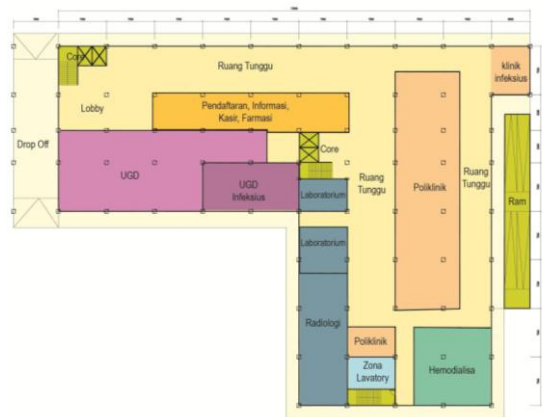 Core
Ruang Tunggu
klinik
infeksius
Lobby
Pendaftaran, Informasi,
Kasir, Farmasi
Drop Off
Core
UGD
UGD
Infeksius
Laboratorium
Ruang
Tunggu
Poliklinik
Ruang
Tunggu
Ram
Laboratorium
Radiologi
Poliklinik
Zona
Lavatory
Hemodialisa